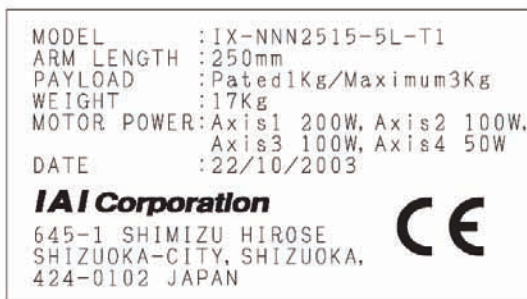 MODEL :IX-NNN2515-5L-T1
ARM LENGTH :250mm
PAYLOAD :Pated1Kg/Maximum3Kg
WEIGHT :17Kg
MOTOR POWER:Axis1 200W, Axis2 100W,
Axis3 100W, Axis4 50W
DATE :22/10/2003
IAI Corporation
CE
645-1 SHIMIZU HIROSE
SHIZUOKA-CITY, SHIZUOKA,
424-0102 JAPAN